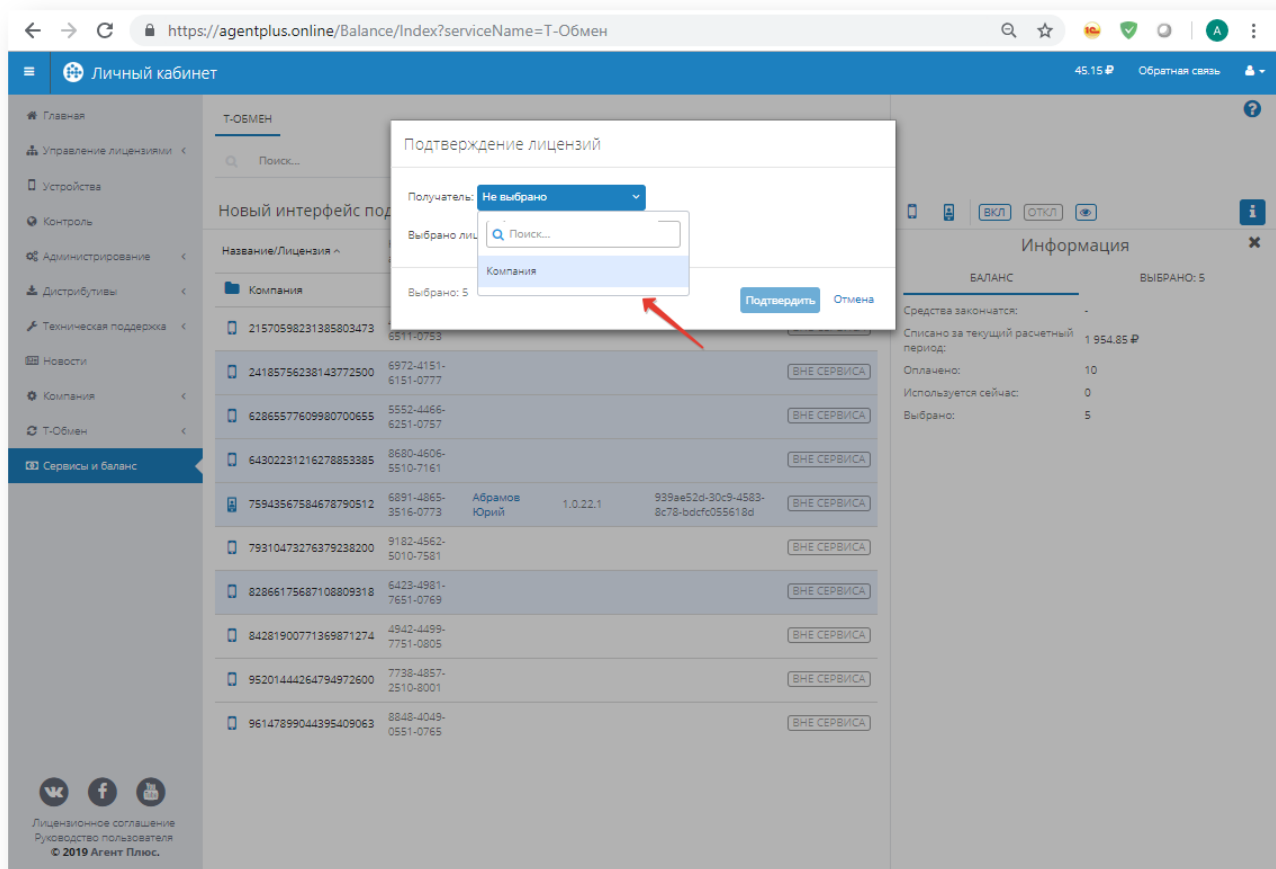 https://agentplus.online/Balance/Index?serviceName=Т-Обмен
1С
А
Личный кабинет
45.15 ₽
Обратная связь
Главная
Управление лицензиями
Устройства
Контроль
Администрирование
Дистрибутивы
Техническая поддержка
Новости
Компания
Т-Обмен
Сервисы и баланс
Лицензионное соглашение
Руководство пользователя
© 2019 Агент Плюс.
Т-ОБМЕН
Поиск...
Новый интерфейс под
Название/Лицензия
Компания
21570598231385803473
6511-0753
24185756238143772500 6972-4151-
6151-0777 ВНЕ СЕРВИСА
62865577609980700655 5552-4466-
6251-0757 ВНЕ СЕРВИСА
64302231216278853385 8680-4606-
5510-7161 ВНЕ СЕРВИСА
75943567584678790512 6891-4865- Абрамов 1.0.22.1 939ae52d-30c9-4583- ВНЕ СЕРВИСА
3516-0773 Юрий 8c78-bdcfc055618d
79310473276379238200 9182-4562-
5010-7581 ВНЕ СЕРВИСА
82866175687108809318 6423-4981-
7651-0769 ВНЕ СЕРВИСА
84281900771369871274 4942-4499-
7751-0805 ВНЕ СЕРВИСА
95201444264794972600 7738-4857-
2510-8001 ВНЕ СЕРВИСА
96147899044395409063 8848-4049-
0551-0765 ВНЕ СЕРВИСА
Подтверждение лицензий
Получатель: Не выбрано
Выбрано лиц
Поиск...
Компания
Выбрано: 5
Подтвердить Отмена
ВКЛ ОТКЛ
Информация
БАЛАНС ВЫБРАНО: 5
Средства закончатся: -
Списано за текущий расчетный период: 1 954.85 ₽
Оплачено: 10
Используется сейчас: 0
Выбрано: 5